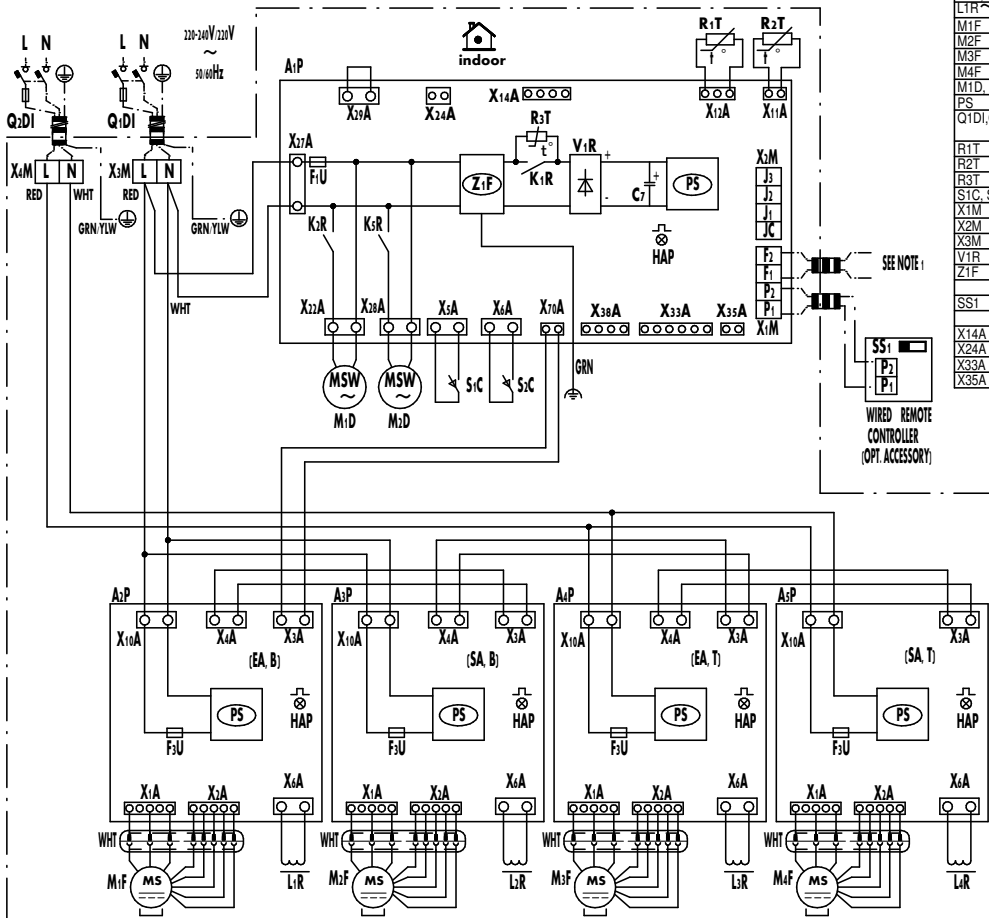 L N
L N
220-240V/220V
~
50/60Hz
indoor
Q2DI
Q1DI
X4M L N
X3M L N
RED WHT
RED
GRN/YLW
GRN/YLW
WHT
A1P
X29A
X24A
X14A
R1T
R2T
X12A
X11A
X27A
F1U
R3T
t°
K1R
V1R
+
-
C7
+
Z1F
PS
K2R
K5R
HAP
X2M
J3
J2
J1
JC
F2
F1
P2
P1
X1M
SEE NOTE 1
X22A
X28A
X5A
X6A
X70A
X38A
X33A
X35A
MSW
~
M1D
MSW
~
M2D
S1C
S2C
GRN
SS1
P2
P1
WIRED REMOTE
CONTROLLER
(OPT. ACCESSORY)
A2P
X10A
X4A
X3A
(EA, B)
PS
HAP
F3U
X1A
X2A
X6A
WHT
M1F
MS
L1R
A3P
X10A
X4A
X3A
(SA, B)
PS
HAP
F3U
X1A
X2A
X6A
WHT
M2F
MS
L2R
A4P
X10A
X4A
X3A
(EA, T)
PS
HAP
F3U
X1A
X2A
X6A
WHT
M3F
MS
L3R
A5P
X10A
X3A
(SA, T)
PS
HAP
F3U
X1A
X2A
X6A
WHT
M4F
MS
L4R
L1R~
M1F
M2F
M3F
M4F
M1D,
PS
Q1DI,
R1T
R2T
R3T
S1C,
X1M
X2M
X3M
V1R
Z1F
SS1
X14A
X24A
X33A
X35A